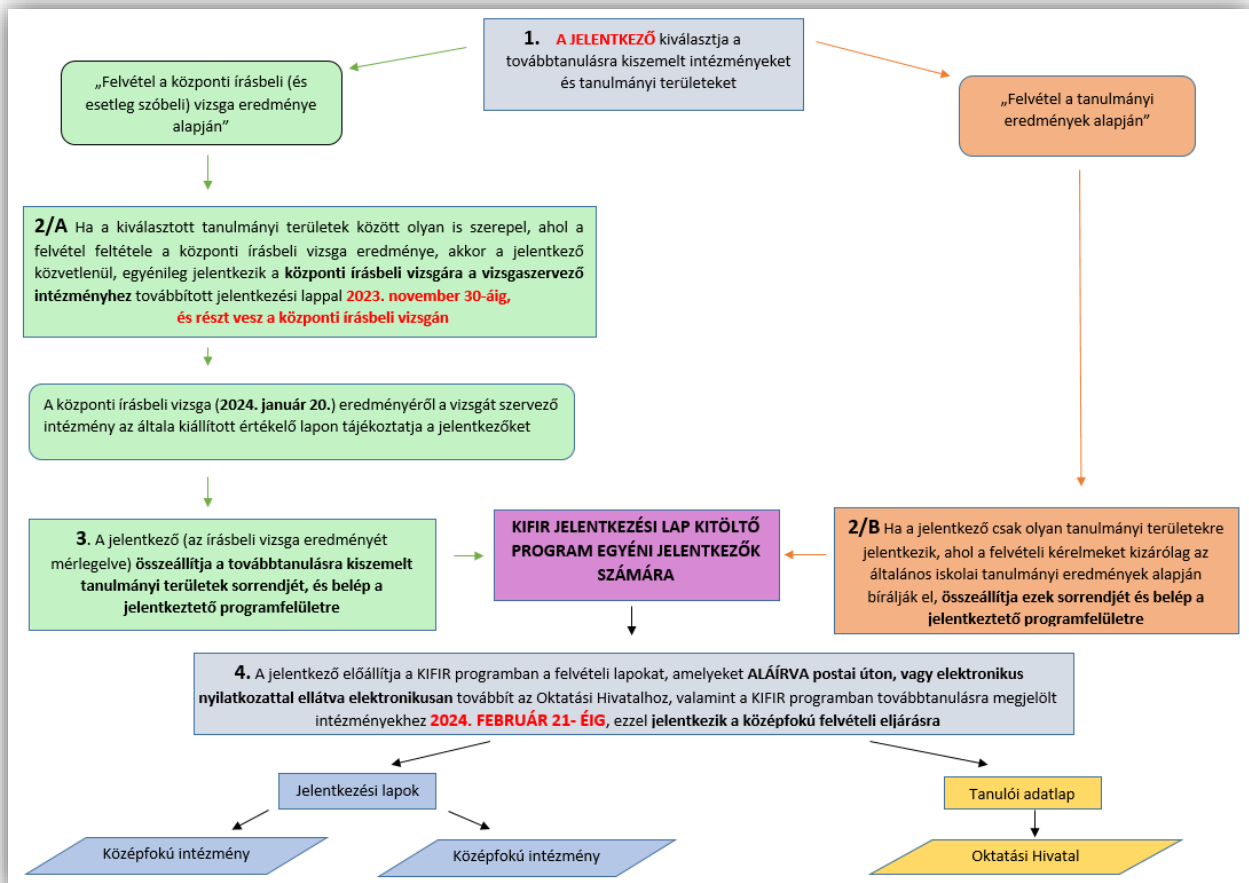 1. A JELENTKEZŐ kiválasztja a
továbbtanulásra kiszemelt intézményeket
és tanulmányi területeket
„Felvétel a központi írásbeli (és
esetleg szóbeli) vizsga eredménye
alapján”
„Felvétel a tanulmányi
eredmények alapján”
2/A Ha a kiválasztott tanulmányi területek között olyan is szerepel, ahol a
felvétel feltétele a központi írásbeli vizsga eredménye, akkor a jelentkező
közvetlenül, egyénileg jelentkezik a központi írásbeli vizsgára a vizsgaszervező
intézményhez továbbított jelentkezési lappal 2023. november 30-áig,
és részt vesz a központi írásbeli vizsgán
A központi írásbeli vizsga (2024. január 20.) eredményéről a vizsgát szervező
intézmény az általa kiállított értékelő lapon tájékoztatja a jelentkezőket
3. A jelentkező (az írásbeli vizsga eredményét
mérlegelve) összeállítja a továbbtanulásra kiszemelt
tanulmányi területek sorrendjét, és belép a
jelentkeztető programfelületre
KIFIR JELENTKEZÉSI LAP KITÖLTŐ
PROGRAM EGYÉNI JELENTKEZŐK
SZÁMÁRA
2/B Ha a jelentkező csak olyan tanulmányi területekre
jelentkezik, ahol a felvételi kérelmeket kizárólag az
általános iskolai tanulmányi eredmények alapján
bírálják el, összeállítja ezek sorrendjét és belép a
jelentkeztető programfelületre
4. A jelentkező előállítja a KIFIR programban a felvételi lapokat, amelyeket ALÁÍRVA postai úton, vagy elektronikus
nyilatkozattal ellátva elektronikusan továbbít az Oktatási Hivatalhoz, valamint a KIFIR programban továbbtanulásra megjelölt
intézményekhez 2024. FEBRUÁR 21- ÉIG, ezzel jelentkezik a középfokú felvételi eljárásra
Jelentkezési lapok
Tanulói adatlap
Középfokú intézmény
Középfokú intézmény
Oktatási Hivatal